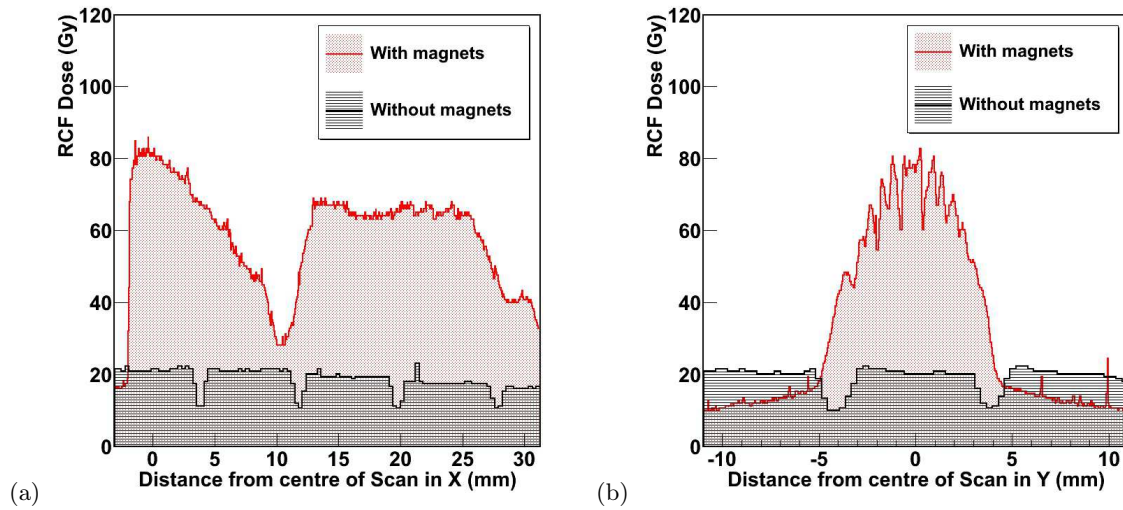 RCF Dose (Gy)
120
100
80
60
40
20
0
With magnets
Without magnets
0 5 10 15 20 25 30
Distance from centre of Scan in X (mm)
(a)
RCF Dose (Gy)
120
100
80
60
40
20
0
With magnets
Without magnets
-10 -5 0 5 10
Distance from centre of Scan in Y (mm)
(b)